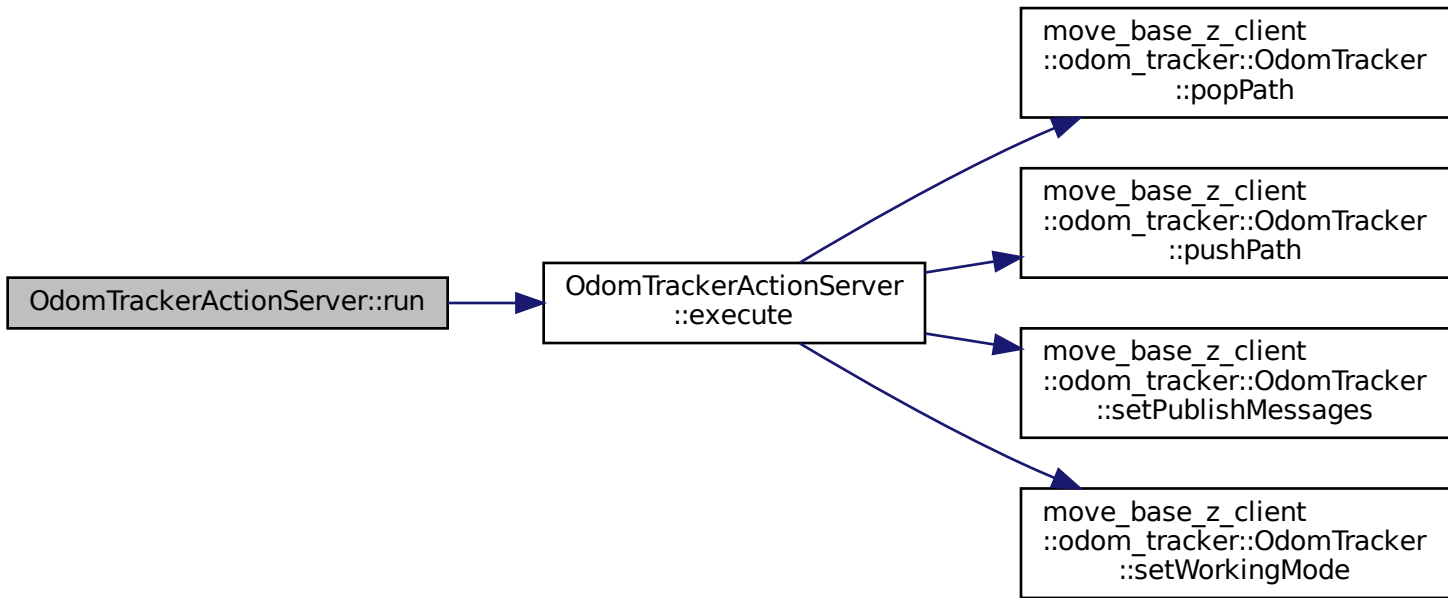 OdomTrackerActionServer::run
OdomTrackerActionServer
::execute
move_base_z_client
::odom_tracker::OdomTracker
::popPath
move_base_z_client
::odom_tracker::OdomTracker
::pushPath
move_base_z_client
::odom_tracker::OdomTracker
::setPublishMessages
move_base_z_client
::odom_tracker::OdomTracker
::setWorkingMode